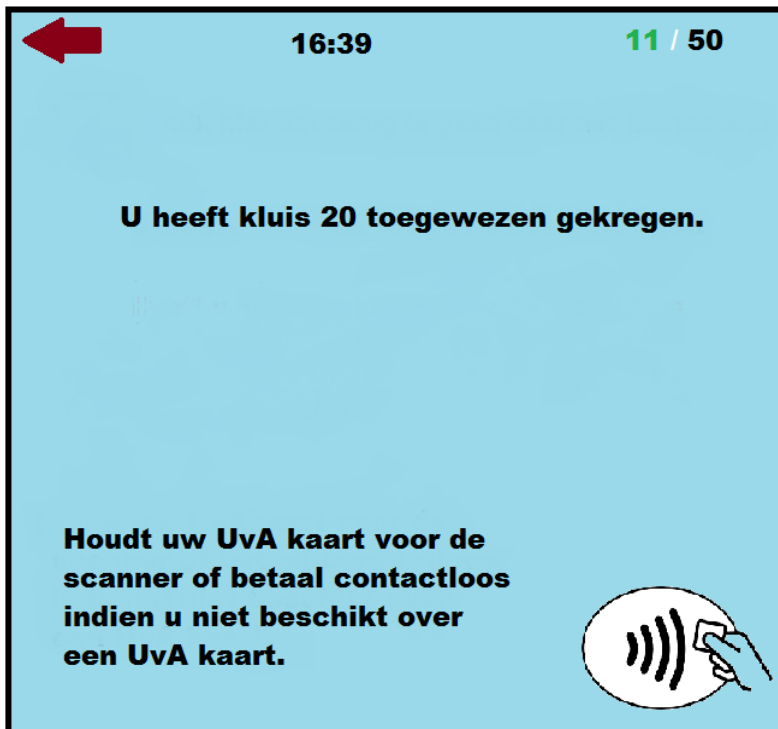 16:39
11 / 50
U heeft kluis 20 toegewezen gekregen.
Houdt uw UvA kaart voor de
scanner of betaal contactloos
indien u niet beschikt over
een UvA kaart.